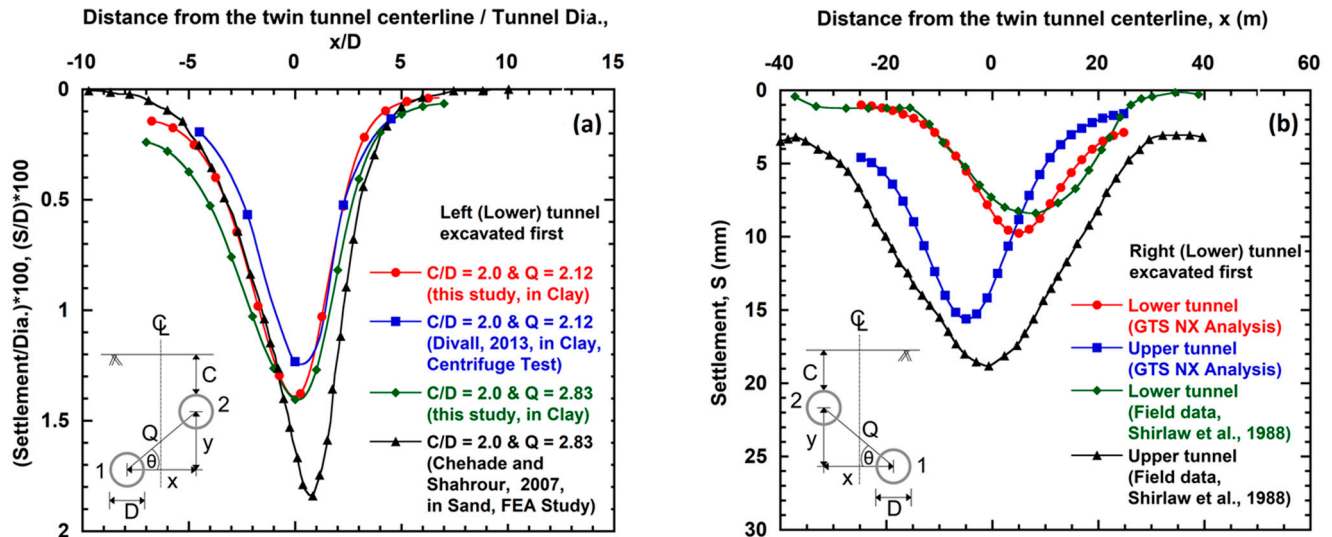 Distance from the twin tunnel centerline / Tunnel Dia.,
x/D
-10 -5 0 5 10 15
0
0.5
1
1.5
2
(Settlement/Dia.)*100, (S/D)*100
(a)
Left (Lower) tunnel
excavated first
C/D = 2.0 & Q = 2.12
(this study, in Clay)
C/D = 2.0 & Q = 2.12
(Divall, 2013, in Clay,
Centrifuge Test)
C/D = 2.0 & Q = 2.83
(this study, in Clay)
C/D = 2.0 & Q = 2.83
(Chehade and
Shahrour, 2007,
in Sand, FEA Study)
CL
C
2
Q
y
1
θ
x
D
Distance from the twin tunnel centerline, x (m)
-40 -20 0 20 40 60
0
5
10
15
20
25
30
Settlement, S (mm)
(b)
Right (Lower) tunnel
excavated first
Lower tunnel
(GTS NX Analysis)
Upper tunnel
(GTS NX Analysis)
Lower tunnel
(Field data,
Shirlaw et al., 1988)
Upper tunnel
(Field data,
Shirlaw et al., 1988)
CL
C
2
Q
y
θ
1
x
D